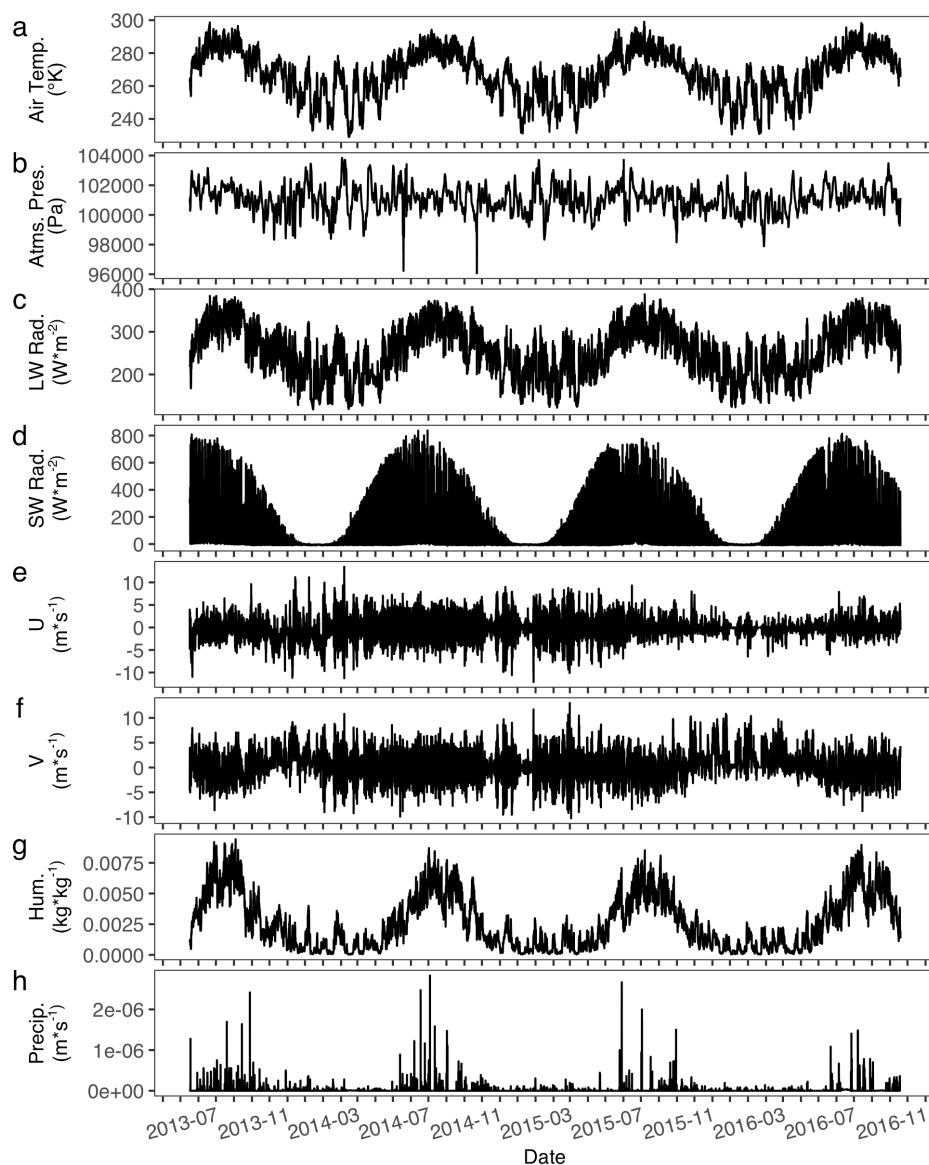 a
Air Temp.
(°K)
300
280
260
240
b
Atms. Pres.
(Pa)
104000
102000
100000
98000
96000
c
LW Rad.
(W*m⁻²)
400
300
200
d
SW Rad.
(W*m⁻²)
800
600
400
200
0
e
U
(m*s⁻¹)
10
5
0
-5
-10
f
V
(m*s⁻¹)
10
5
0
-5
-10
g
Hum.
(kg*kg⁻¹)
0.0075
0.0050
0.0025
0.0000
h
Precip.
(m*s⁻¹)
2e-06
1e-06
0e+00
2013-07 2013-11 2014-03 2014-07 2014-11 2015-03 2015-07 2015-11 2016-03 2016-07 2016-11
Date